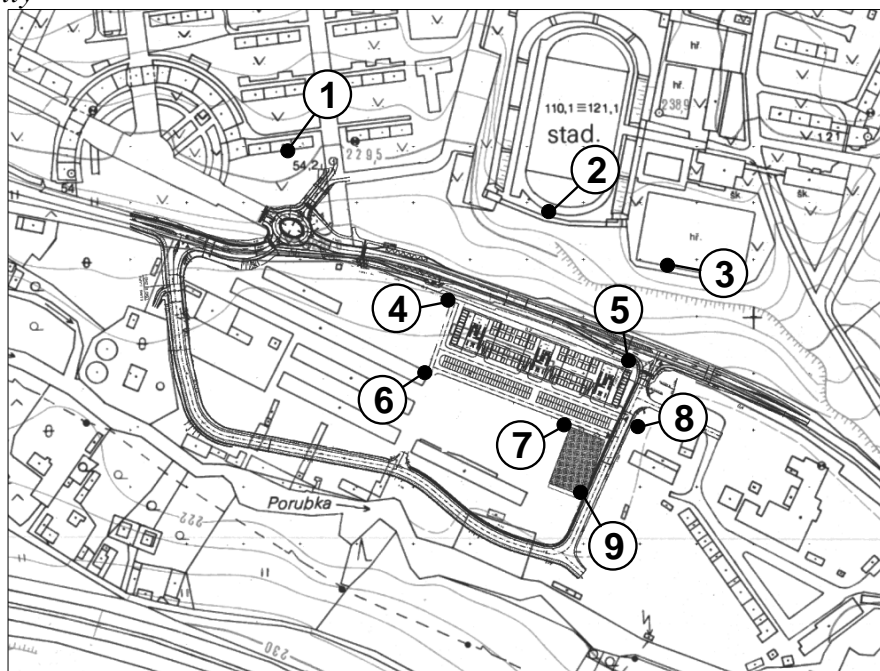 1
110,1≡121,1
stad.
hř.
hř.
238,9
121
54,2
229,5
54
2
šk.
šk.
hř.
3
4
5
6
7
8
Porubka
9
222
230